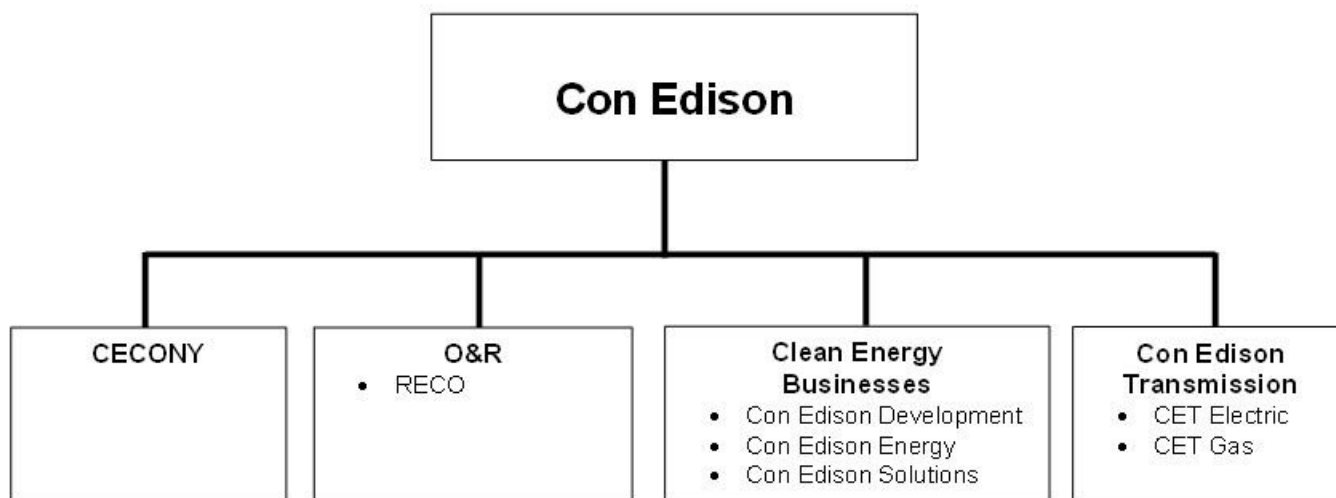 Con Edison
CECONY
O&R
• RECO
Clean Energy
Businesses
• Con Edison Development
• Con Edison Energy
• Con Edison Solutions
Con Edison
Transmission
• CET Electric
• CET Gas